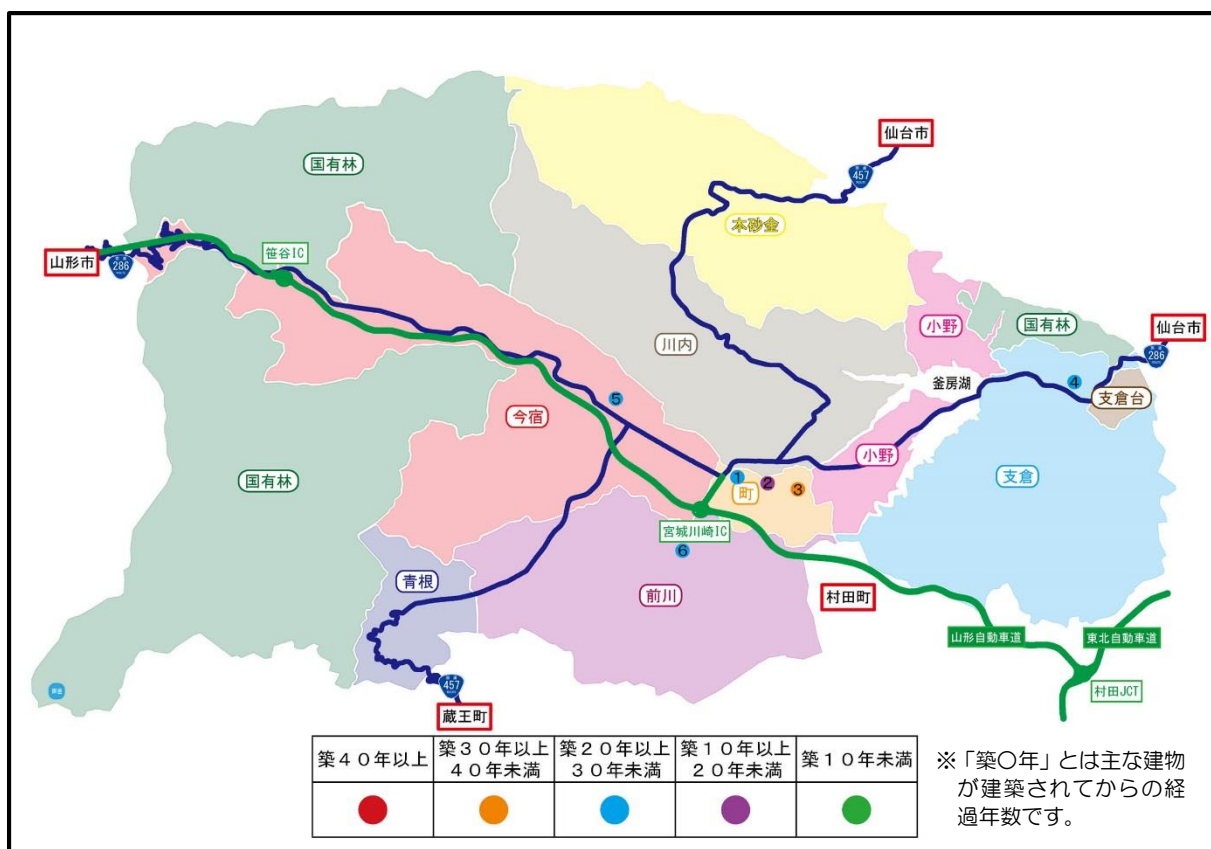 仙台市
457
国有林
本砂金
笹谷IC
山形市
286
小野
国有林
仙台市
286
川内
釜房湖
4
支倉台
5
今宿
小野
国有林
支倉
1
2
3
町
宮城川崎IC
6
青根
前川
村田町
山形自動車道
東北自動車道
457
村田JCT
蔵王町
築40年以上
築30年以上
40年未満
築20年以上
30年未満
築10年以上
20年未満
築10年未満
※「築〇年」とは主な建物
が建築されてからの経
過年数です。